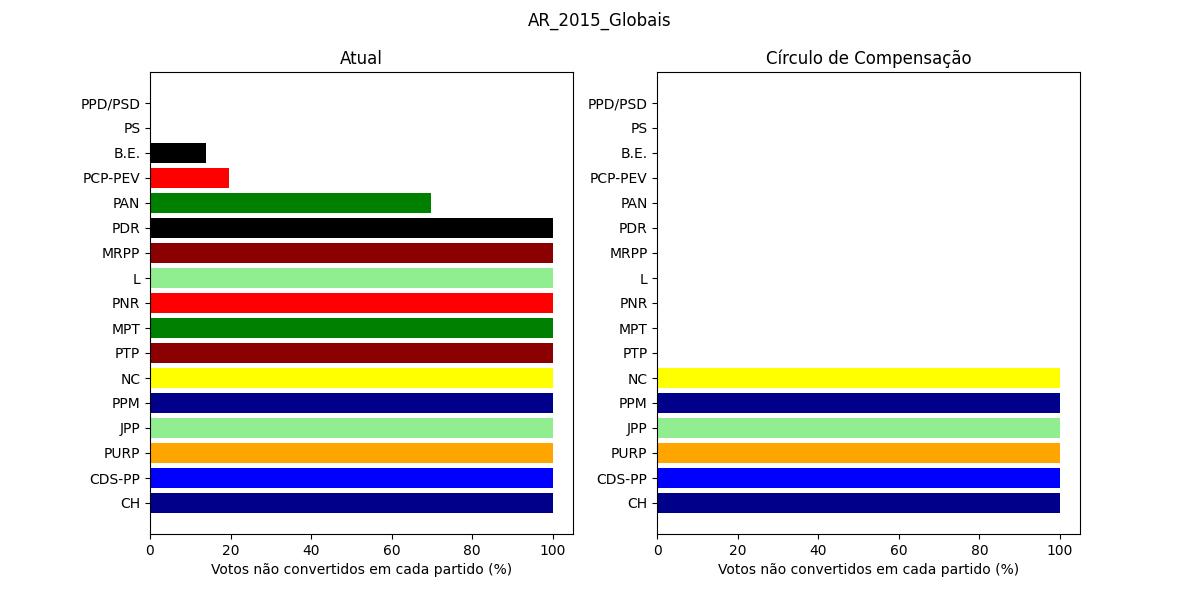 AR_2015_Globais
Atual
PPD/PSD
PS
B.E.
PCP-PEV
PAN
PDR
MRPP
L
PNR
MPT
PTP
NC
PPM
JPP
PURP
CDS-PP
CH
0 20 40 60 80 100
Votos não convertidos em cada partido (%)
Círculo de Compensação
PPD/PSD
PS
B.E.
PCP-PEV
PAN
PDR
MRPP
L
PNR
MPT
PTP
NC
PPM
JPP
PURP
CDS-PP
CH
0 20 40 60 80 100
Votos não convertidos em cada partido (%)